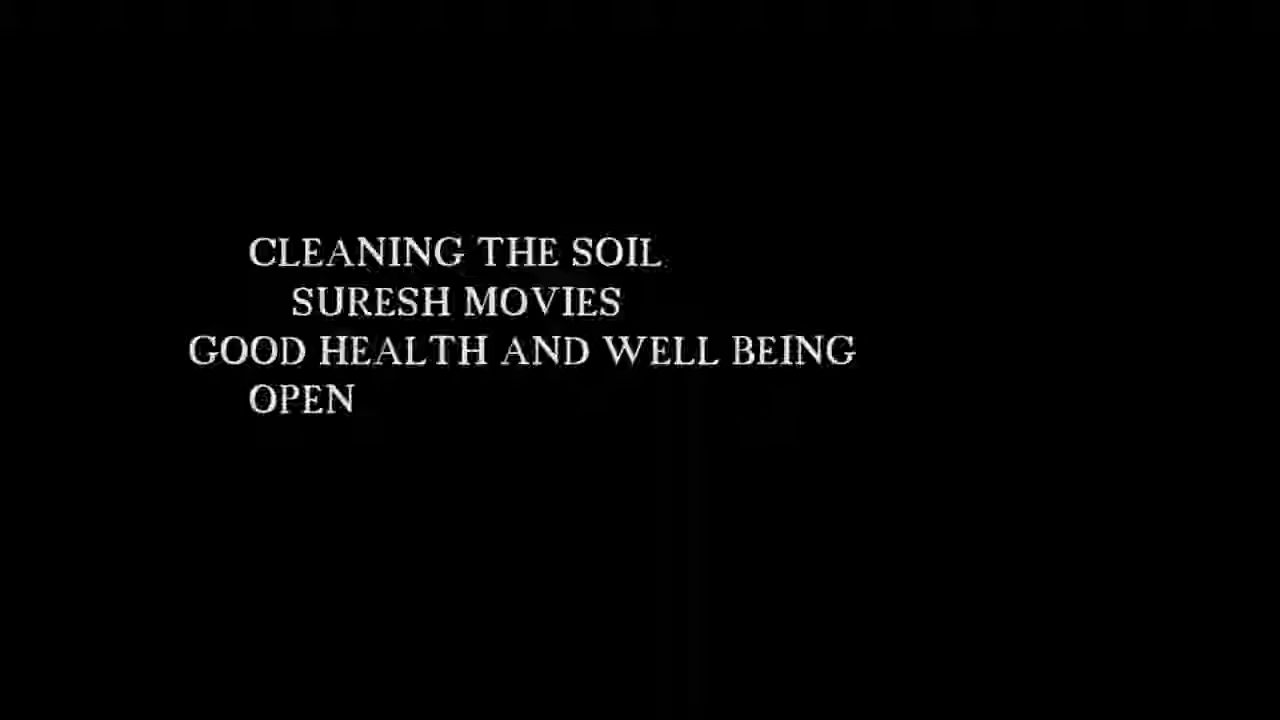 CLEANING THE SOIL
SURESH MOVIES
GOOD HEALTH AND WELL BEING
OPEN